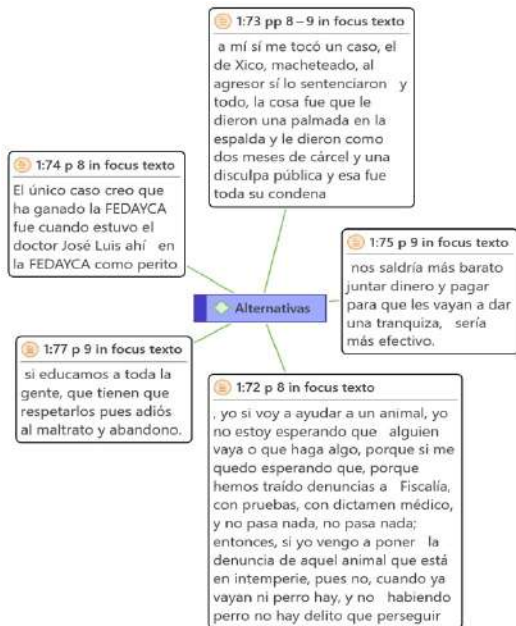 1:73 pp 8 – 9 in focus texto
a mí sí me tocó un caso, el
de Xico, macheteado, al
agresor sí lo sentenciaron y
todo, la cosa fue que le
dieron una palmada en la
espalda y le dieron como
dos meses de cárcel y una
disculpa pública y esa fue
toda su condena
1:74 p 8 in focus texto
El único caso creo que
ha ganado la FEDAYCA
fue cuando estuvo el
doctor José Luis ahí en
la FEDAYCA como perito
1:75 p 9 in focus texto
nos saldría más barato
juntar dinero y pagar
para que les vayan a dar
una tranquiza, sería
más efectivo.
Alternativas
1:77 p 9 in focus texto
si educamos a toda la
gente, que tienen que
respetarlos pues adiós
al maltrato y abandono.
1:72 p 8 in focus texto
, yo si voy a ayudar a un animal, yo
no estoy esperando que alguien
vaya o que haga algo, porque si me
quedo esperando que, porque
hemos traído denuncias a Fiscalía,
con pruebas, con dictamen médico,
y no pasa nada, no pasa nada;
entonces, si yo vengo a poner la
denuncia de aquel animal que está
en intemperie, pues no, cuando ya
vayan ni perro hay, y no habiendo
perro no hay delito que perseguir